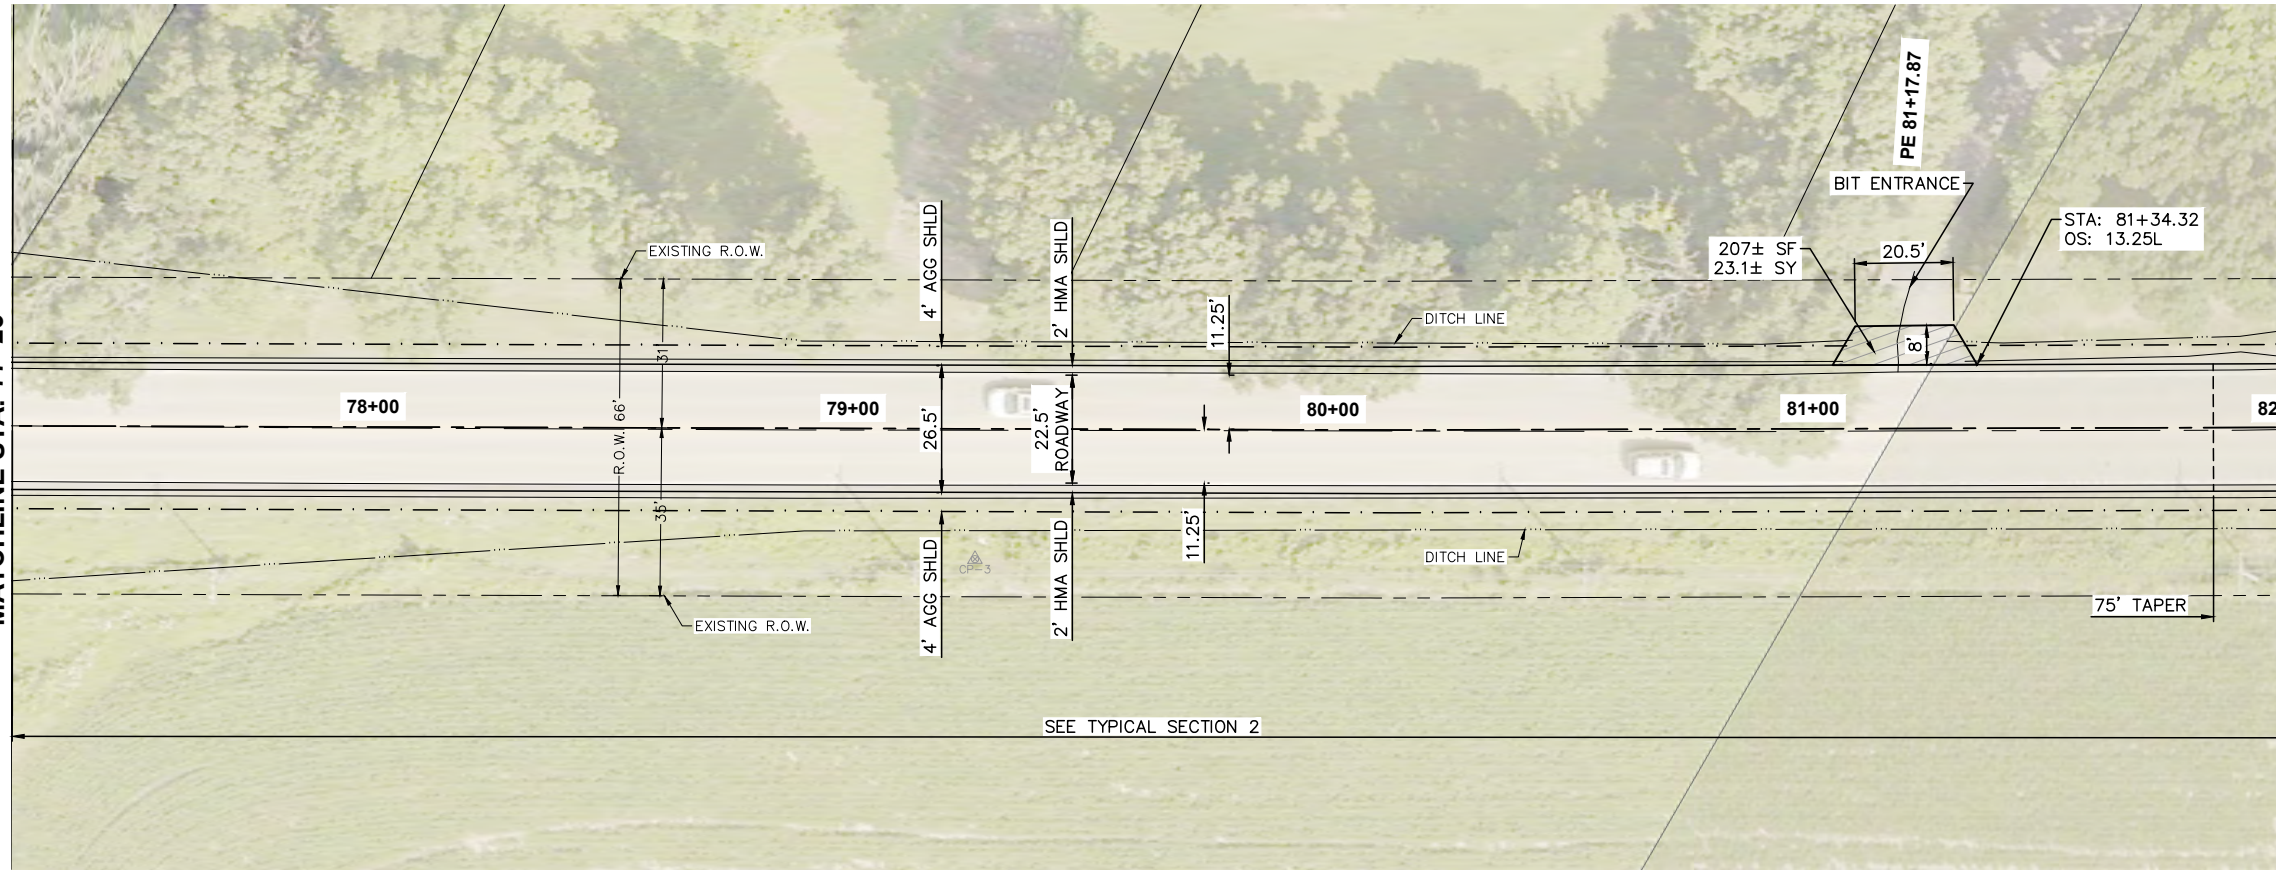 PE 81+17.87
BIT ENTRANCE
STA: 81+34.32
OS: 13.25L
207± SF
23.1± SY
20.5'
8'
EXISTING R.O.W.
4' AGG SHLD
2' HMA SHLD
11.25'
DITCH LINE
31'
R.O.W. 66'
78+00
79+00
80+00
81+00
82
26.5'
22.5'
ROADWAY
35'
4' AGG SHLD
2' HMA SHLD
11.25'
CP-3
DITCH LINE
EXISTING R.O.W.
75' TAPER
SEE TYPICAL SECTION 2